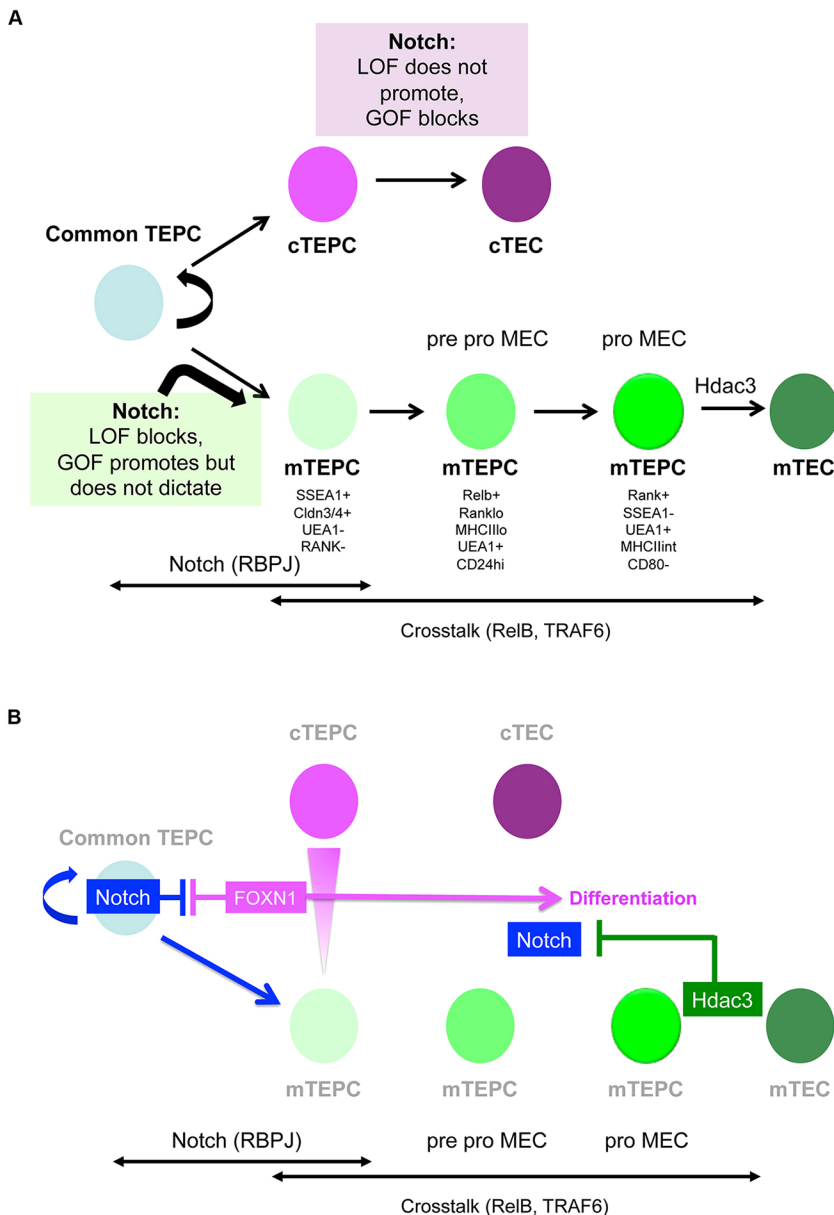 A
Notch:
LOF does not
promote,
GOF blocks
Common TEPC
cTEPC
cTEC
pre pro MEC
pro MEC
Hdac3
Notch:
LOF blocks,
GOF promotes but
does not dictate
mTEPC
mTEPC
mTEPC
mTEC
SSEA1+
Cldn3/4+
UEA1-
RANK-
Relb+
Ranklo
MHCIIlo
UEA1+
CD24hi
Rank+
SSEA1-
UEA1+
MHCIIint
CD80-
Notch (RBPJ)
Crosstalk (RelB, TRAF6)
B
cTEPC
cTEC
Common TEPC
Notch
FOXN1
Differentiation
Notch
Hdac3
mTEPC
mTEPC
mTEPC
mTEC
Notch (RBPJ)
pre pro MEC
pro MEC
Crosstalk (RelB, TRAF6)